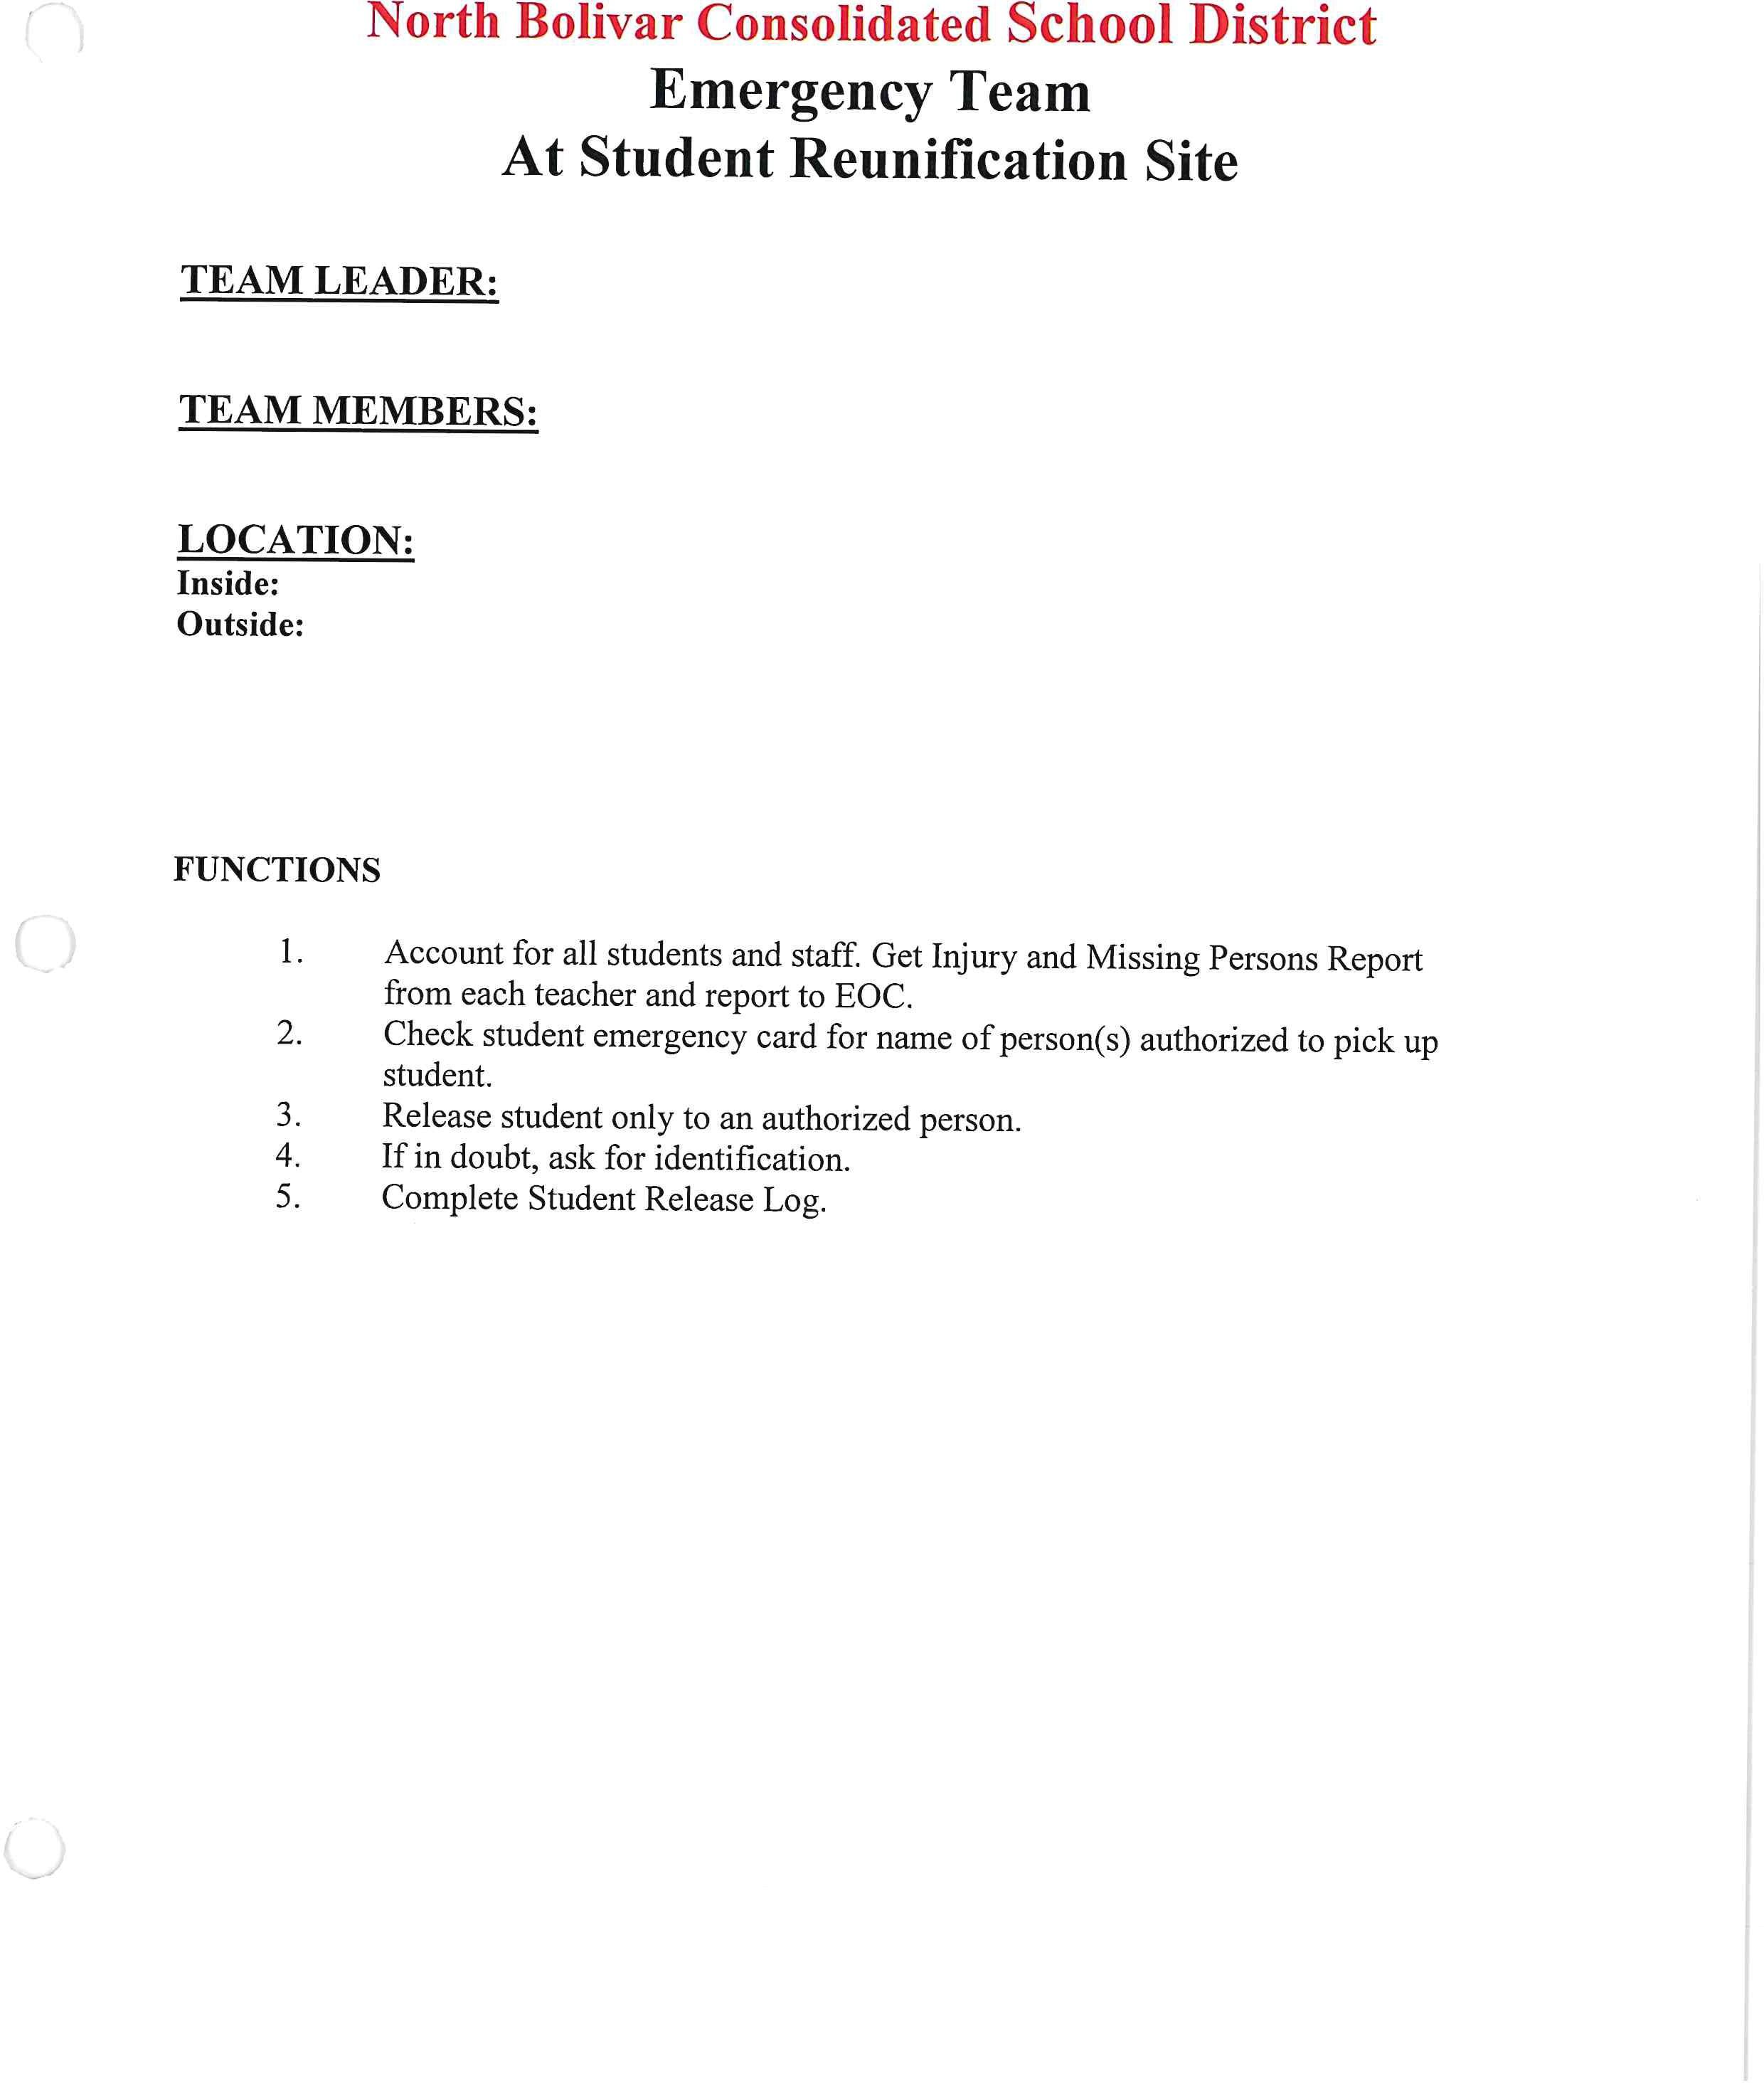 North Bolivar Consolidated School District
Emergency Team
At Student Reunification Site
TEAM LEADER:
TEAM MEMBERS:
LOCATION:
Inside:
Outside:
FUNCTIONS
1. Account for all students and staff. Get Injury and Missing Persons Report
from each teacher and report to EOC.
2. Check student emergency card for name of person(s) authorized to pick up
student.
3. Release student only to an authorized person.
4. If in doubt, ask for identification.
5. Complete Student Release Log.